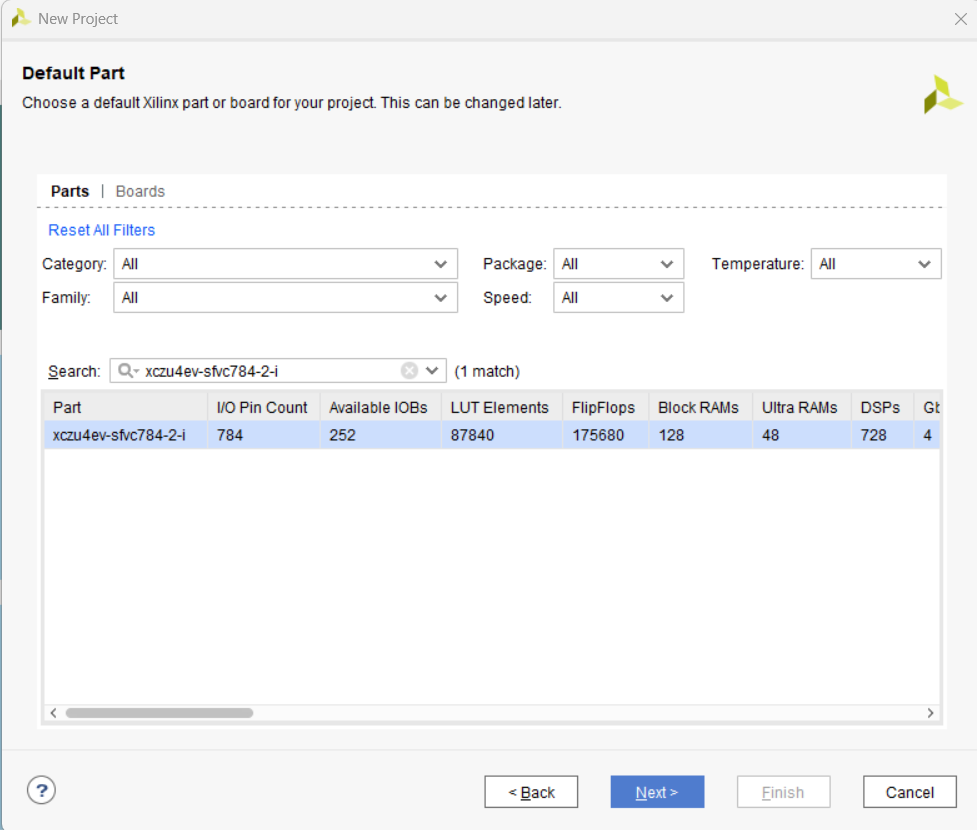 New Project
Default Part
Choose a default Xilinx part or board for your project. This can be changed later.
Parts | Boards
Reset All Filters
Category: All Package: All Temperature: All
Family: All Speed: All
Search: xczu4ev-sfvc784-2-i (1 match)
Part I/O Pin Count Available IOBs LUT Elements FlipFlops Block RAMs Ultra RAMs DSPs
xczu4ev-sfvc784-2-i 784 252 87840 175680 128 48 728 4
? < Back Next > Finish Cancel